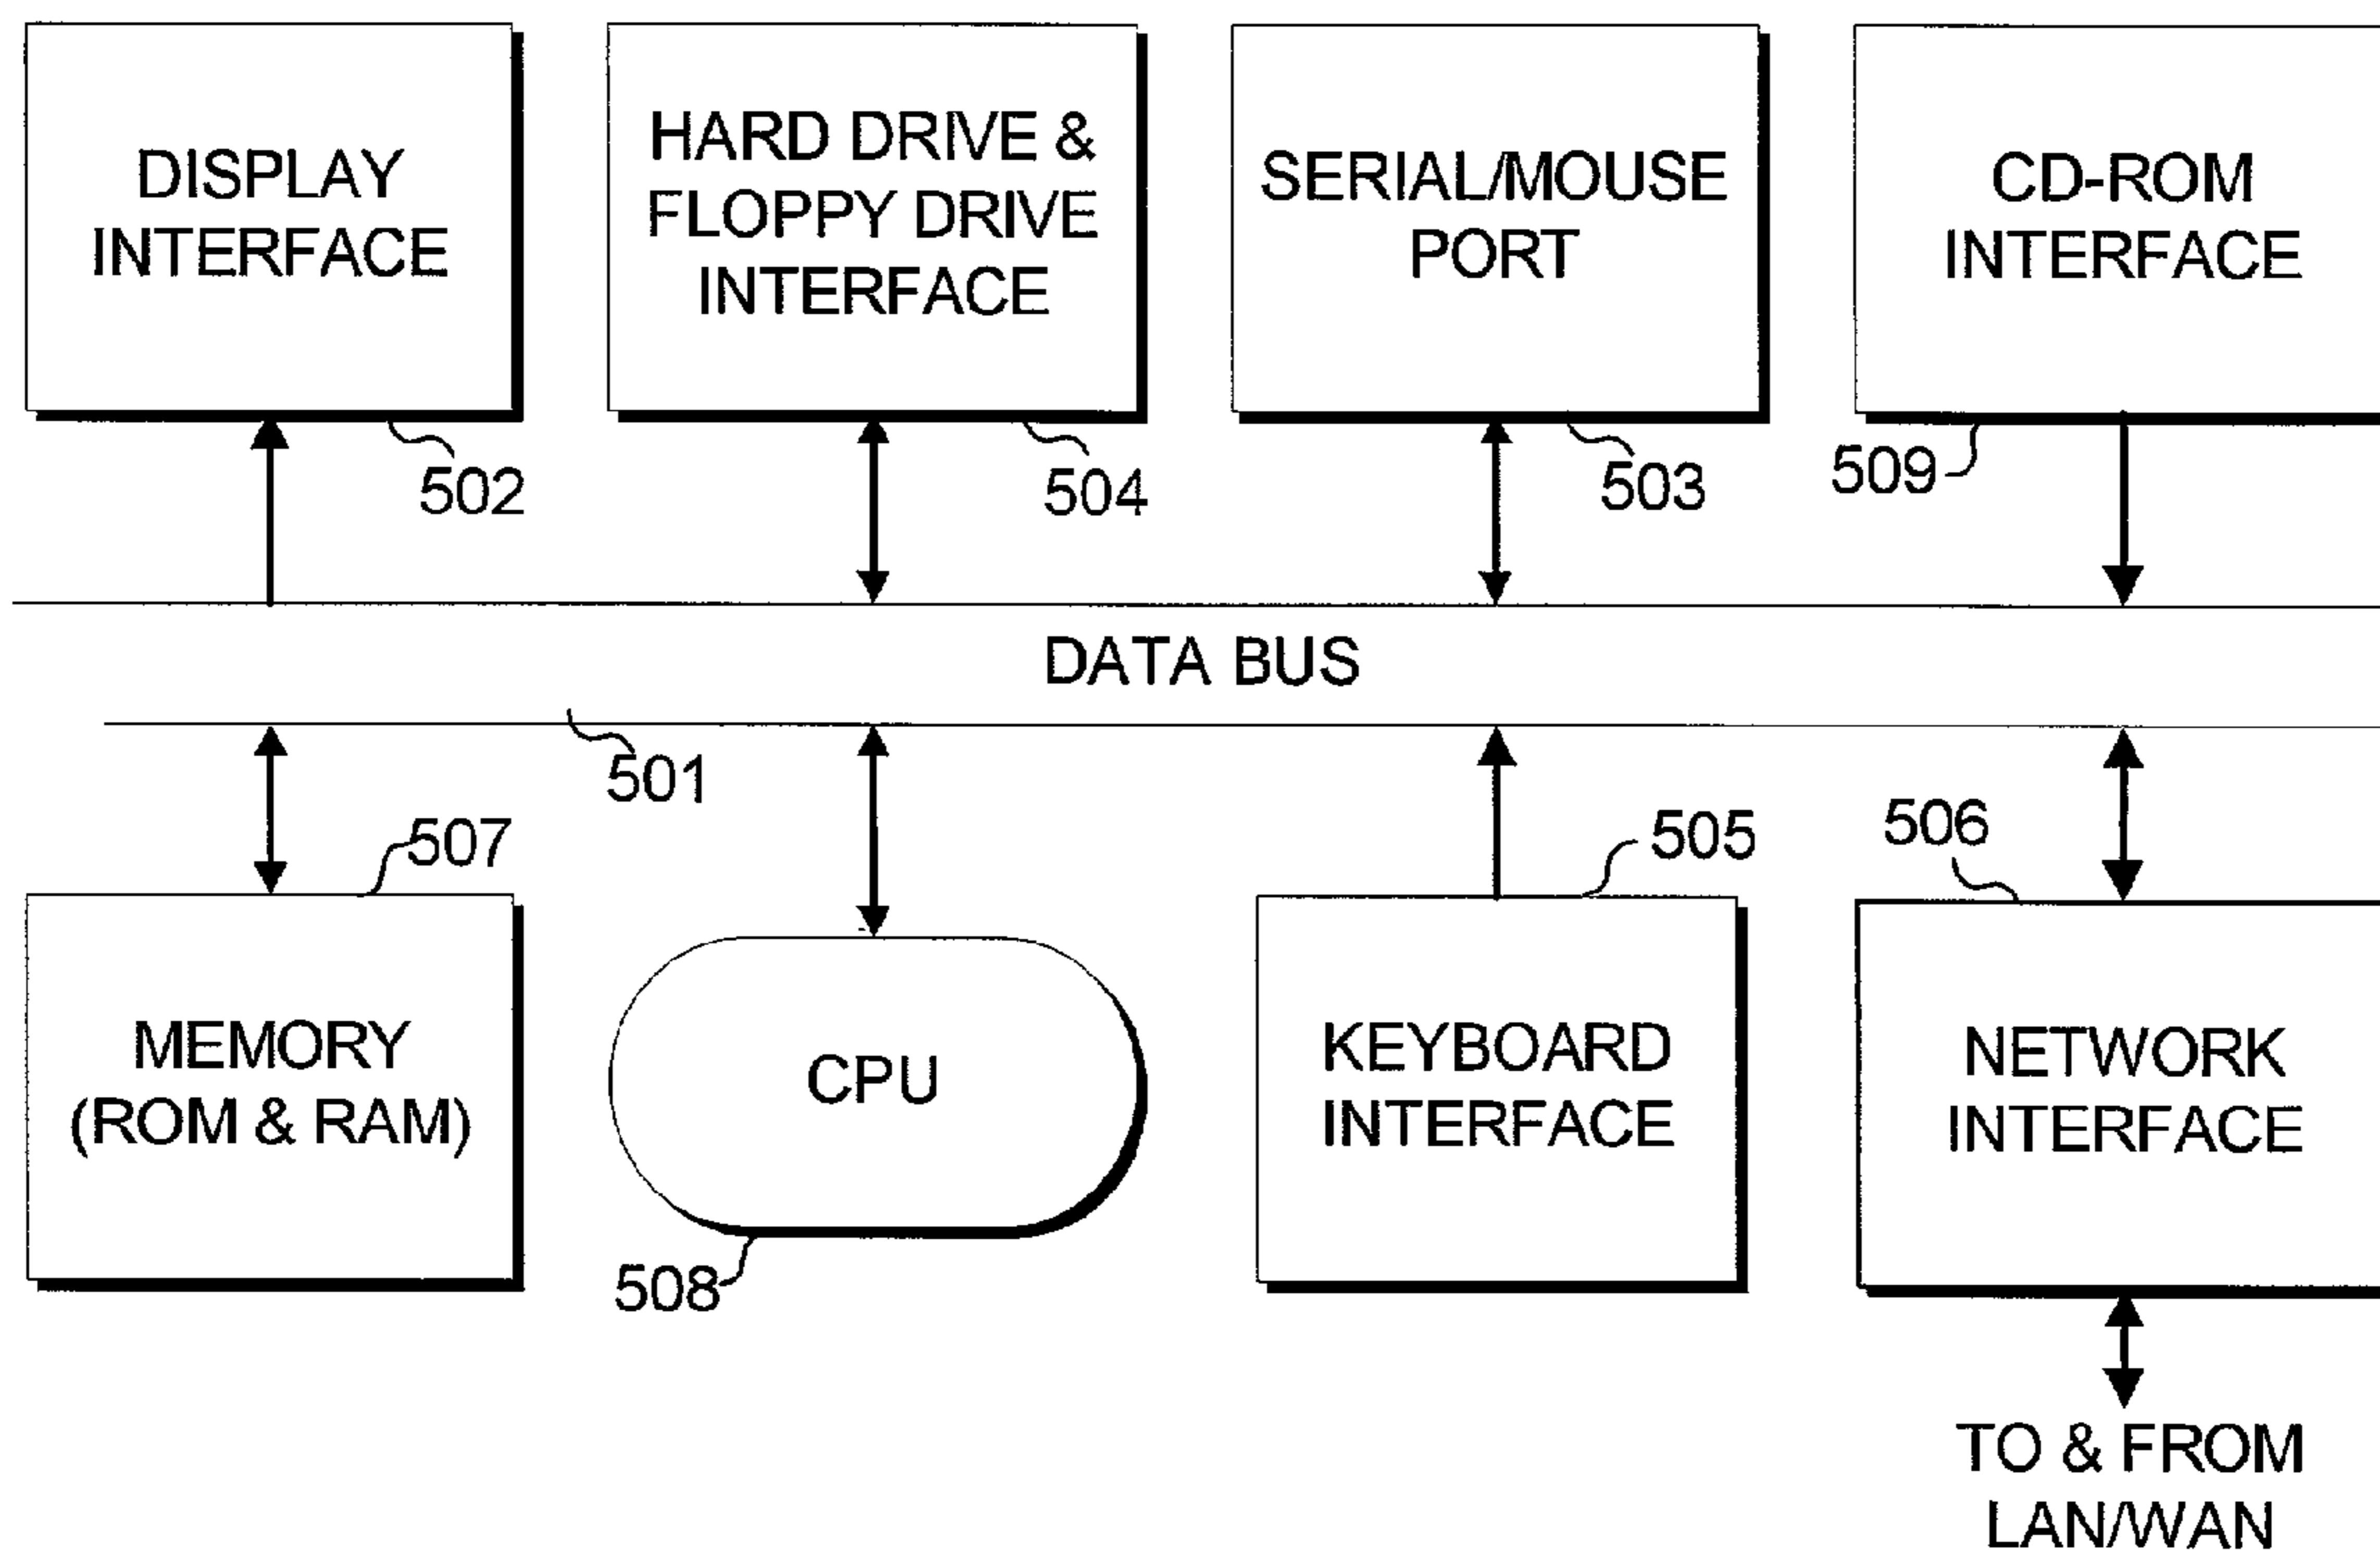 DISPLAY
INTERFACE
HARD DRIVE &
FLOPPY DRIVE
INTERFACE
SERIAL/MOUSE
PORT
CD-ROM
INTERFACE
502
504
503
509
DATA BUS
501
507
505
506
MEMORY
(ROM & RAM)
CPU
KEYBOARD
INTERFACE
NETWORK
INTERFACE
508
TO & FROM
LAN/WAN